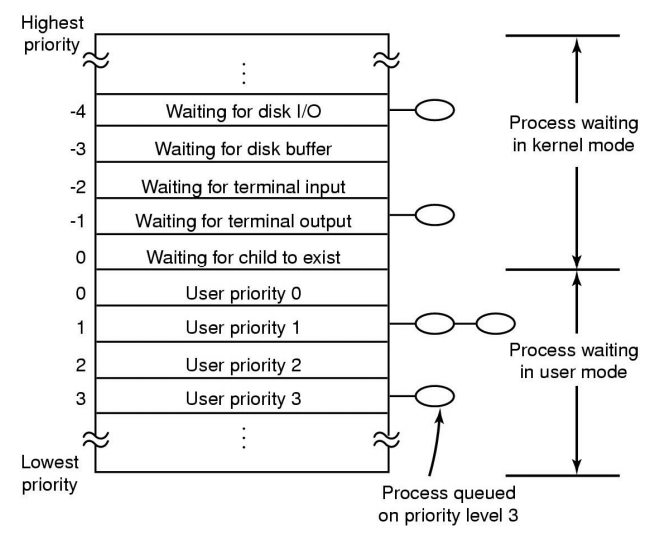 Highest
priority
-4 Waiting for disk I/O
-3 Waiting for disk buffer
-2 Waiting for terminal input
-1 Waiting for terminal output
0 Waiting for child to exist
0 User priority 0
1 User priority 1
2 User priority 2
3 User priority 3
Lowest
priority
Process waiting
in kernel mode
Process waiting
in user mode
Process queued
on priority level 3